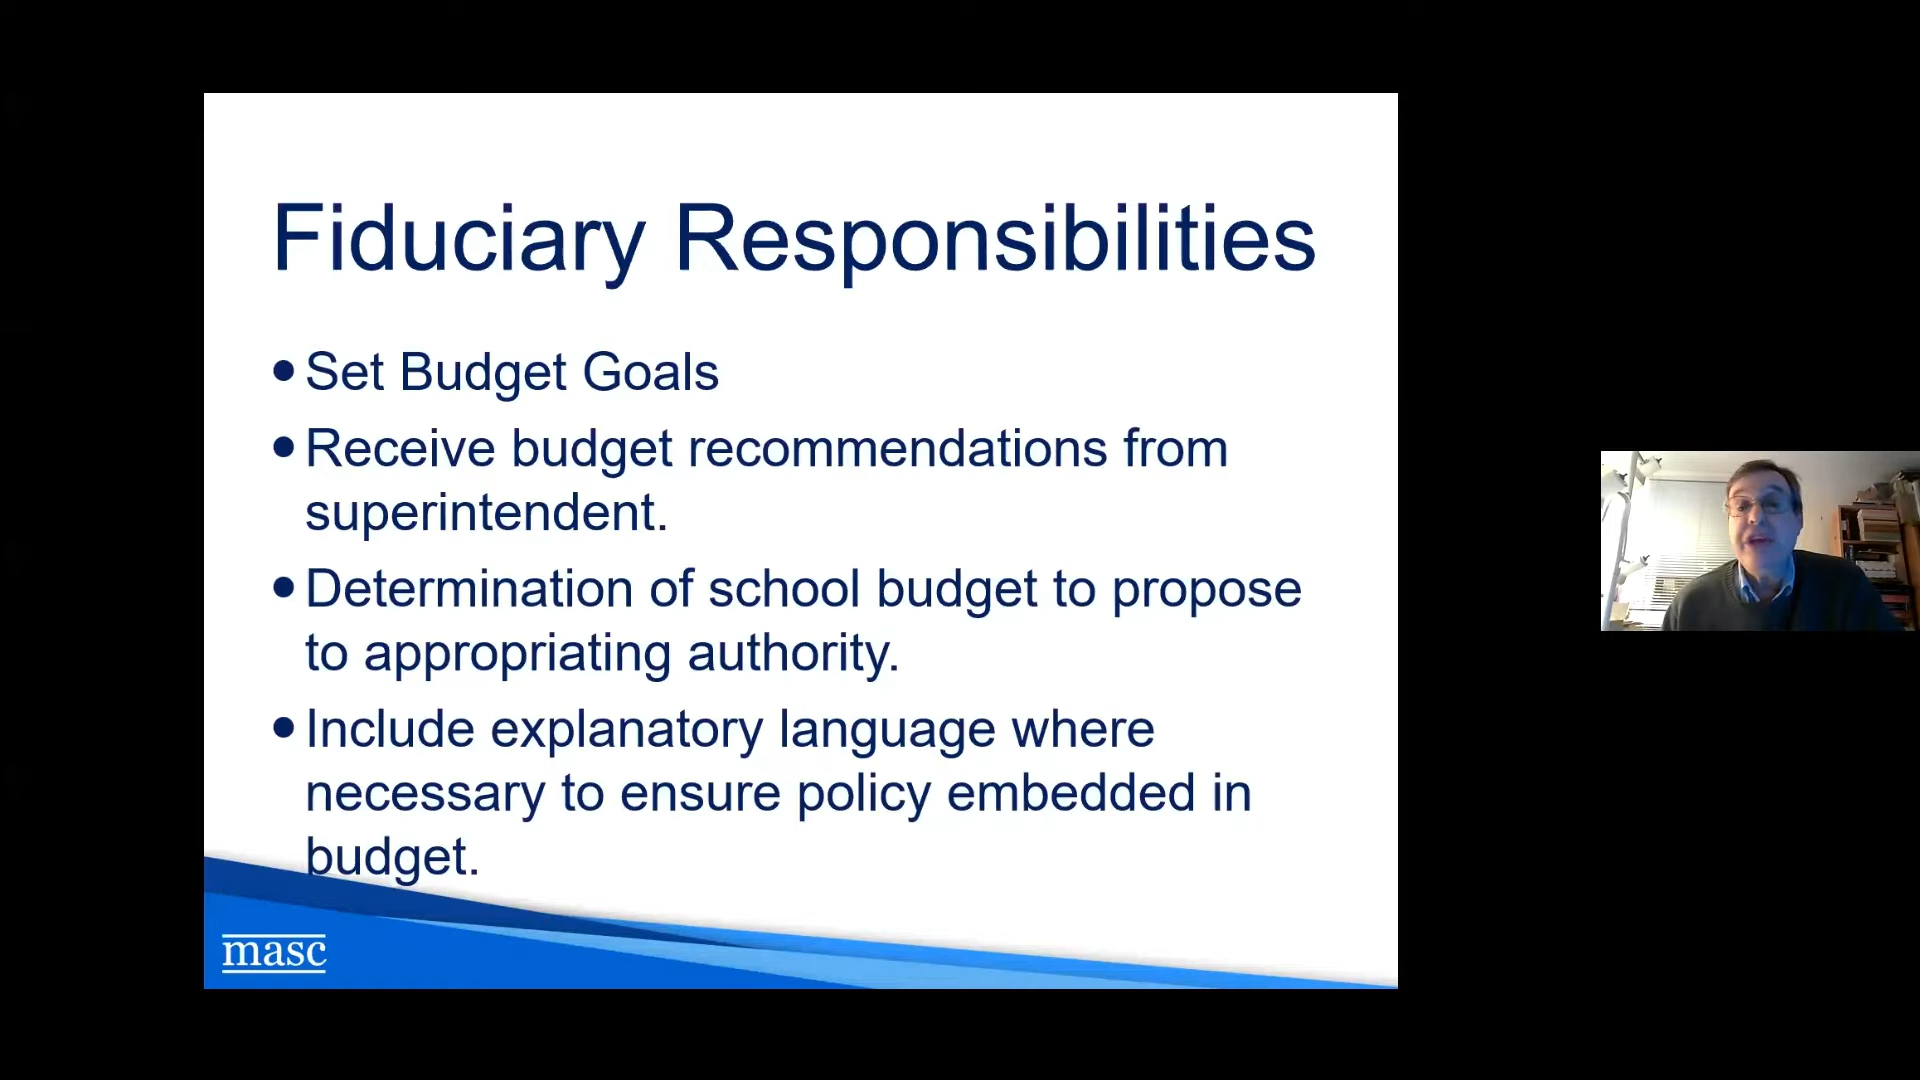 Fiduciary Responsibilities
• Set Budget Goals
• Receive budget recommendations from
superintendent.
• Determination of school budget to propose
to appropriating authority.
• Include explanatory language where
necessary to ensure policy embedded in
budget.
masc